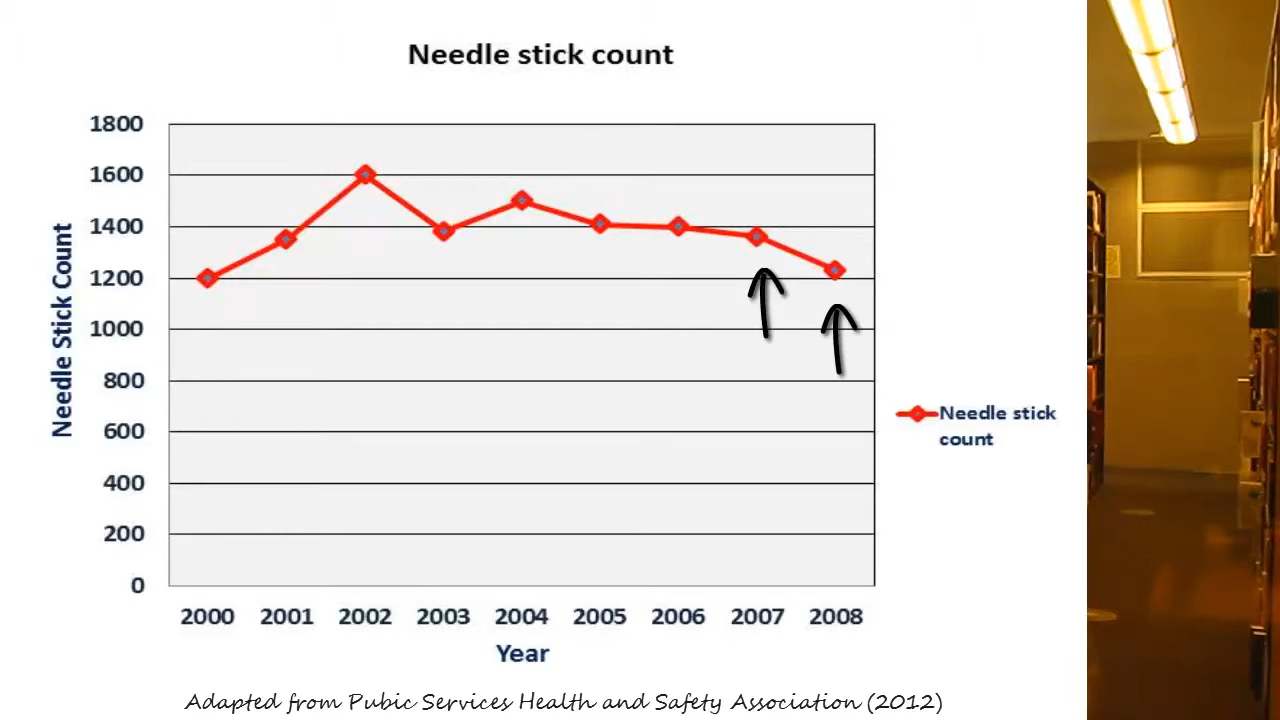 Needle stick count
1800
1600
1400
1200
1000
800
600
400
200
0
Needle Stick Count
2000 2001 2002 2003 2004 2005 2006 2007 2008
Year
Needle stick
count
Adapted from Pubic Services Health and Safety Association (2012)